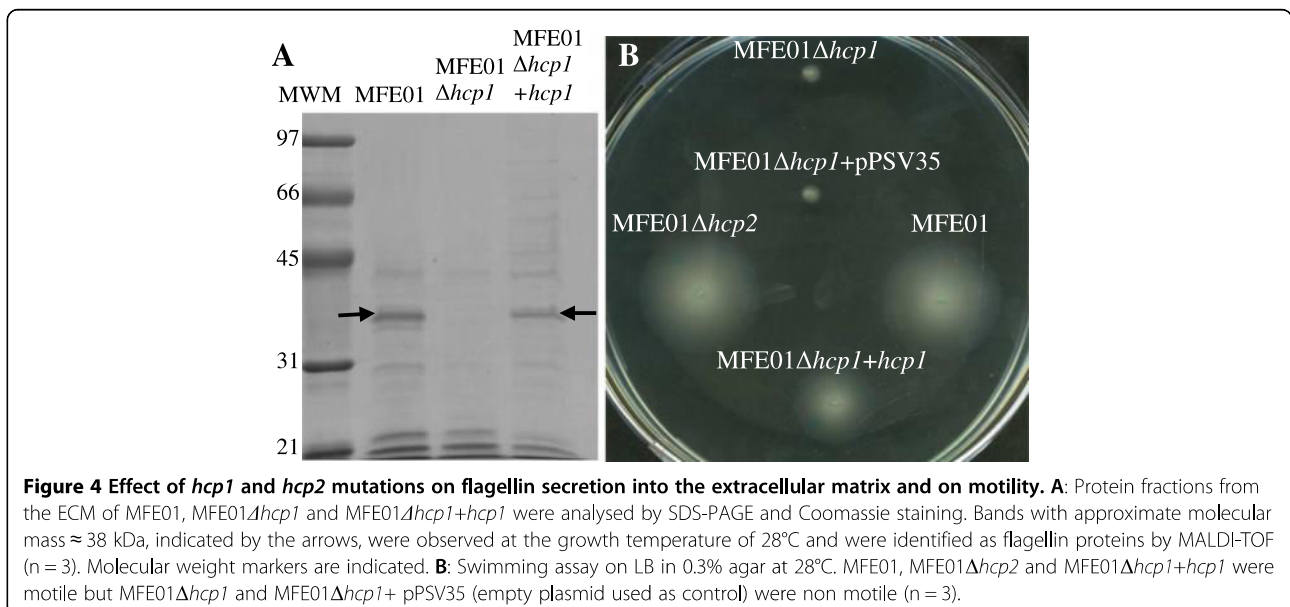 A
MWM MFE01 MFE01 Δhcp1 MFE01 Δhcp1 +hcp1
97
66
45
31
21
B
MFE01Δhcp1
MFE01Δhcp1+pPSV35
MFE01Δhcp2 MFE01
MFE01Δhcp1+hcp1
Figure 4 Effect of hcp1 and hcp2 mutations on flagellin secretion into the extracellular matrix and on motility. A: Protein fractions from
the ECM of MFE01, MFE01Δhcp1 and MFE01Δhcp1+hcp1 were analysed by SDS-PAGE and Coomassie staining. Bands with approximate molecular
mass ≈ 38 kDa, indicated by the arrows, were observed at the growth temperature of 28°C and were identified as flagellin proteins by MALDI-TOF
(n = 3). Molecular weight markers are indicated. B: Swimming assay on LB in 0.3% agar at 28°C. MFE01, MFE01Δhcp2 and MFE01Δhcp1+hcp1 were
motile but MFE01Δhcp1 and MFE01Δhcp1+ pPSV35 (empty plasmid used as control) were non motile (n = 3).